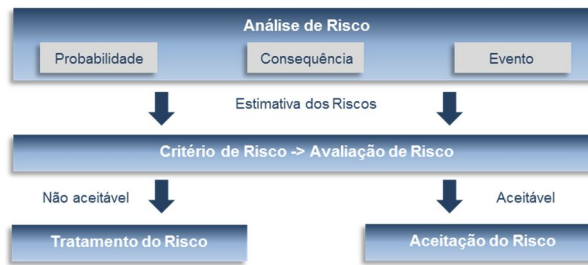 Análise de Risco
Probabilidade Consequência Evento
Estimativa dos Riscos
Critério de Risco -> Avaliação de Risco
Não aceitável Aceitável
Tratamento do Risco Aceitação do Risco